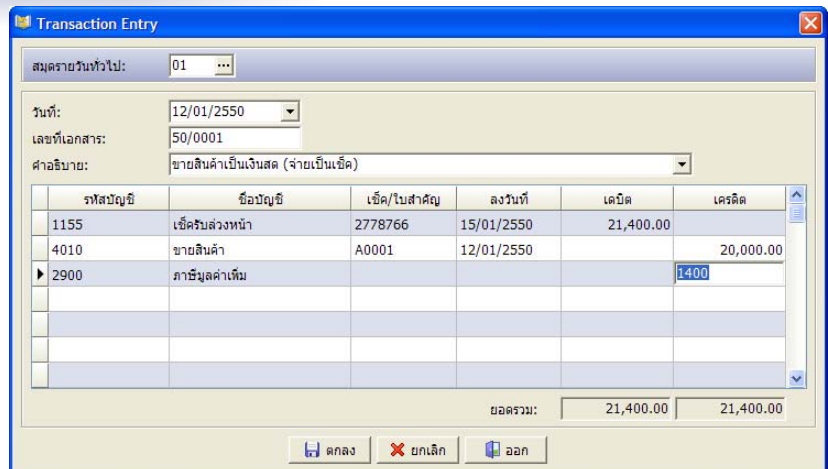 Transaction Entry
สมุดรายวันทั่วไป: 01 ...
วันที่: 12/01/2550
เลขที่เอกสาร: 50/0001
คำอธิบาย: ขายสินค้าเป็นเงินสด (จ่ายเป็นเช็ค)
รหัสบัญชี ชื่อบัญชี เช็ค/ใบสำคัญ ลงวันที่ เดบิต เครดิต
1155 เช็ครับล่วงหน้า 2778766 15/01/2550 21,400.00
4010 ขายสินค้า A0001 12/01/2550 20,000.00
2900 ภาษีมูลค่าเพิ่ม 1400
ยอดรวม: 21,400.00 21,400.00
ตกลง ยกเลิก ออก